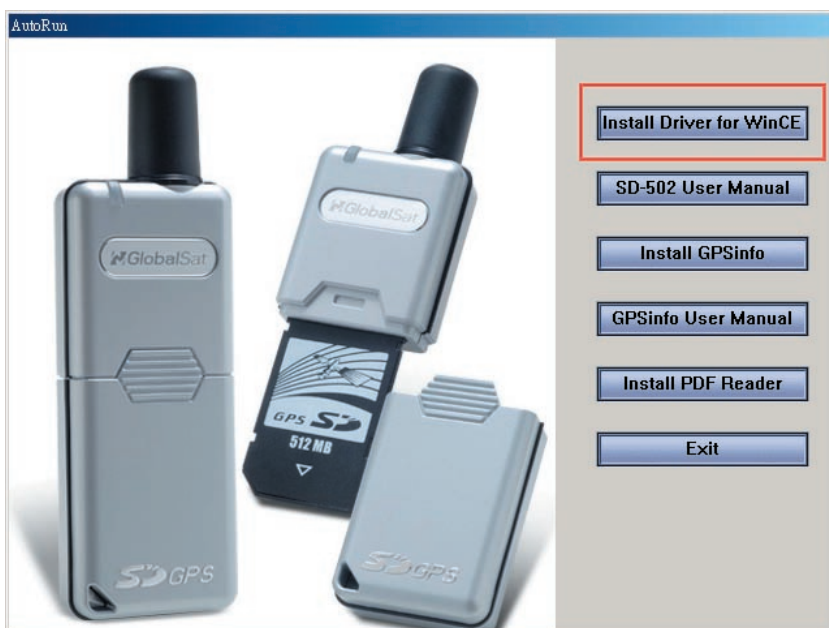 AutoRun
GlobalSat
GlobalSat
GPS SD
512 MB
SD GPS
SD GPS
Install Driver for WinCE
SD-502 User Manual
Install GPSinfo
GPSinfo User Manual
Install PDF Reader
Exit